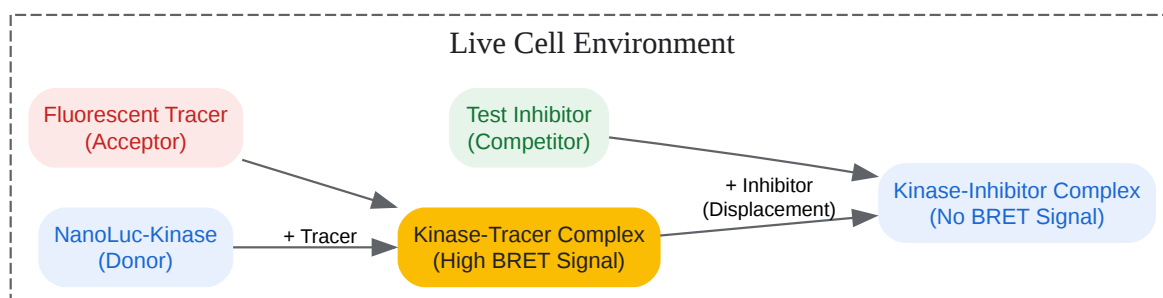 Live Cell Environment
Fluorescent Tracer
(Acceptor)
Test Inhibitor
(Competitor)
+ Inhibitor
(Displacement)
Kinase-Inhibitor Complex
(No BRET Signal)
NanoLuc-Kinase
(Donor)
+ Tracer
Kinase-Tracer Complex
(High BRET Signal)